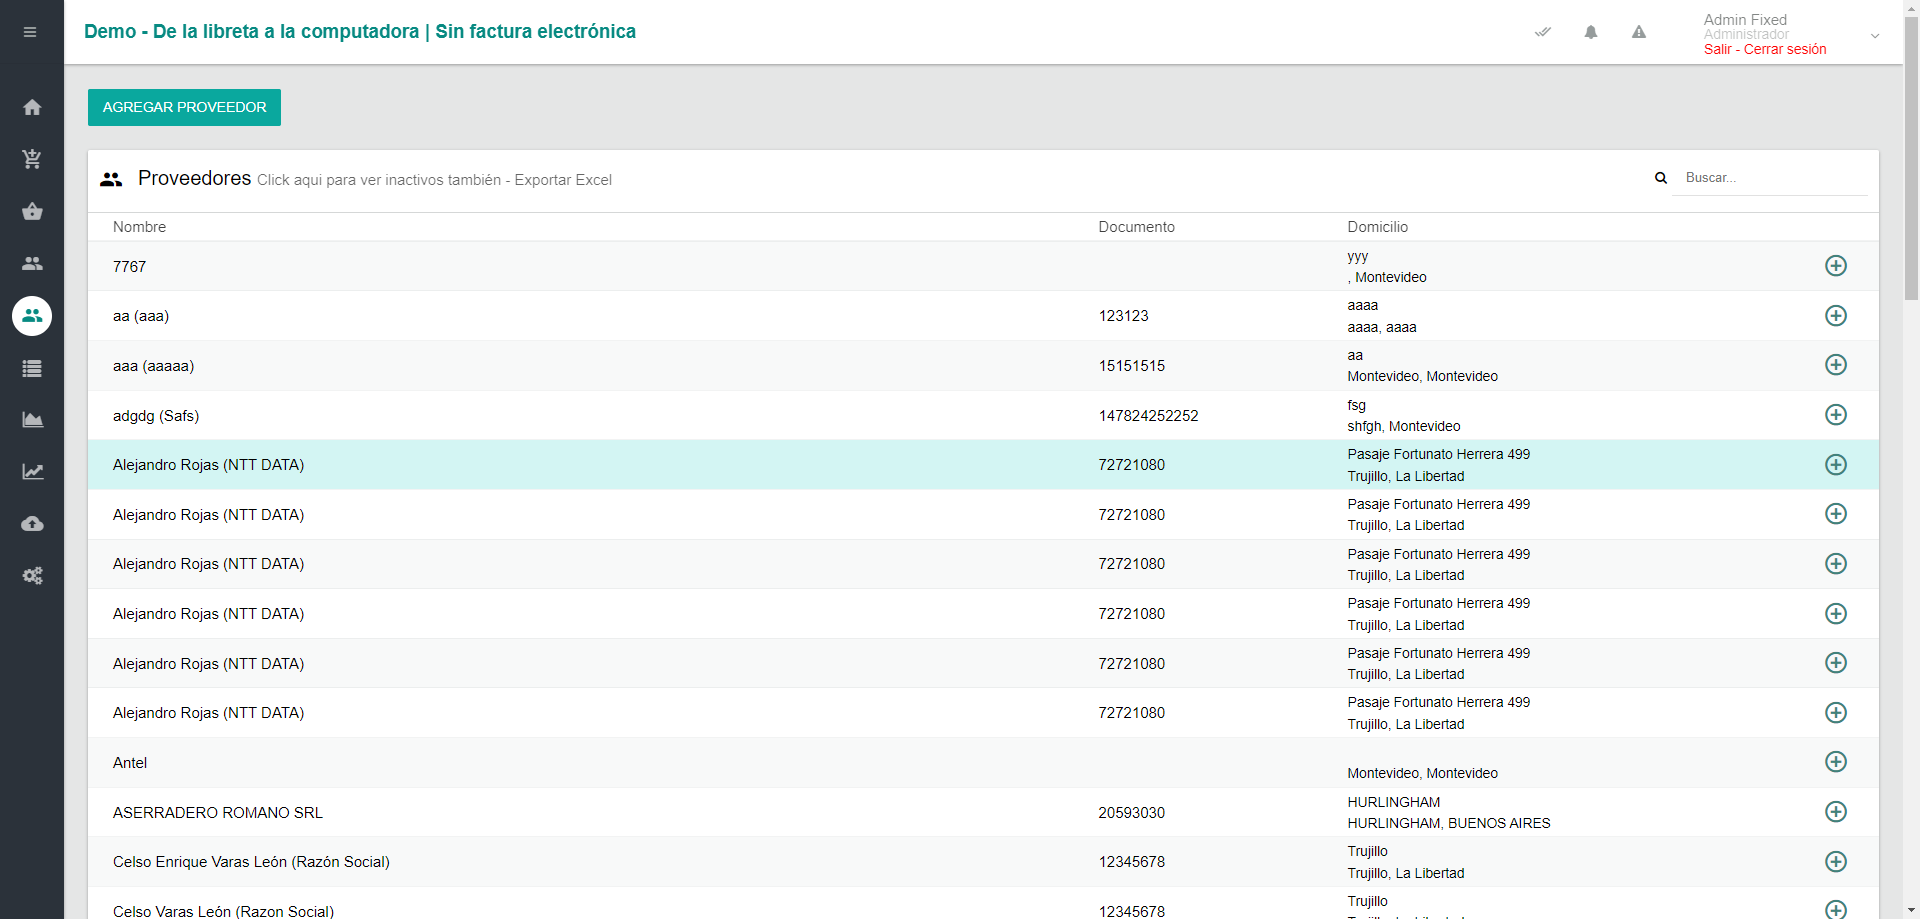 Demo - De la libreta a la computadora | Sin factura electrónica
Admin Fixed
Administrador
Salir - Cerrar sesión
AGREGAR PROVEEDOR
Proveedores Click aqui para ver inactivos también - Exportar Excel
Buscar...
Nombre Documento Domicilio
7767
yyy
, Montevideo
aa (aaa) 123123
aaaa
aaaa, aaaa
aaa (aaaaa) 15151515
aa
Montevideo, Montevideo
adgdg (Safs) 147824252252
fsg
shfgh, Montevideo
Alejandro Rojas (NTT DATA) 72721080
Pasaje Fortunato Herrera 499
Trujillo, La Libertad
Alejandro Rojas (NTT DATA) 72721080
Pasaje Fortunato Herrera 499
Trujillo, La Libertad
Alejandro Rojas (NTT DATA) 72721080
Pasaje Fortunato Herrera 499
Trujillo, La Libertad
Alejandro Rojas (NTT DATA) 72721080
Pasaje Fortunato Herrera 499
Trujillo, La Libertad
Alejandro Rojas (NTT DATA) 72721080
Pasaje Fortunato Herrera 499
Trujillo, La Libertad
Alejandro Rojas (NTT DATA) 72721080
Pasaje Fortunato Herrera 499
Trujillo, La Libertad
Antel
Montevideo, Montevideo
ASERRADERO ROMANO SRL 20593030
HURLINGHAM
HURLINGHAM, BUENOS AIRES
Celso Enrique Varas León (Razón Social) 12345678
Trujillo
Trujillo, La Libertad
Celso Varas León (Razon Social) 12345678
Trujillo